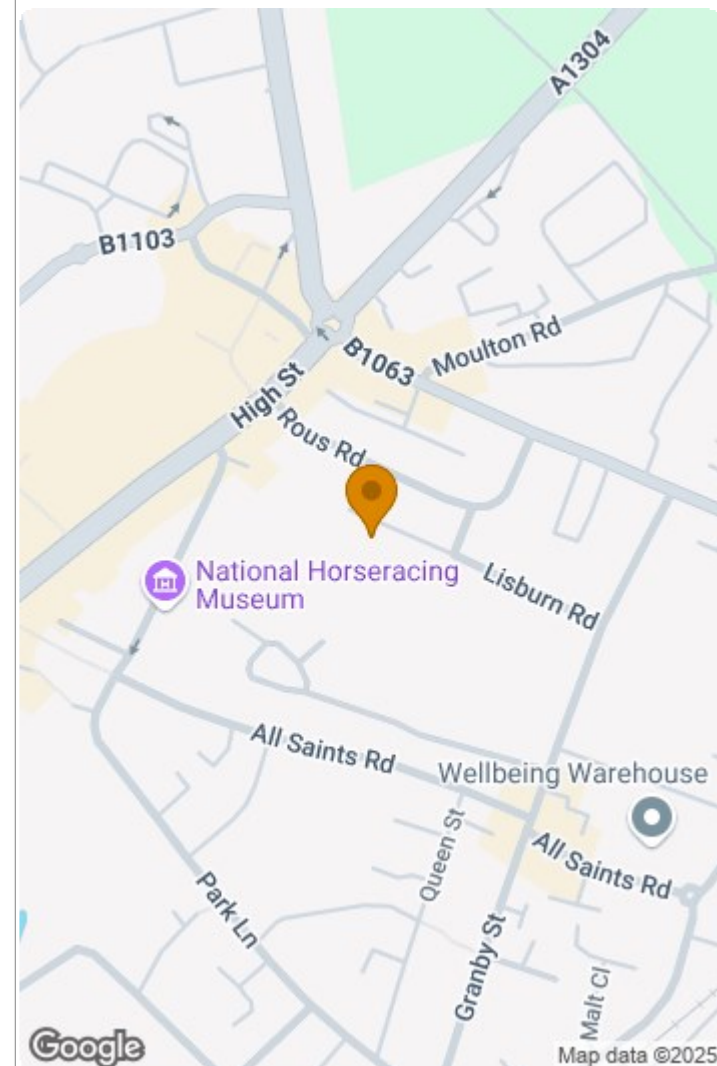 A1304
B1103
Moulton Rd
B1063
High St
Rous Rd
National Horseracing
Museum
Lisburn Rd
All Saints Rd
Wellbeing Warehouse
Queen St
All Saints Rd
Park Ln
Granby St
Malt Cl
Google
Map data ©2025